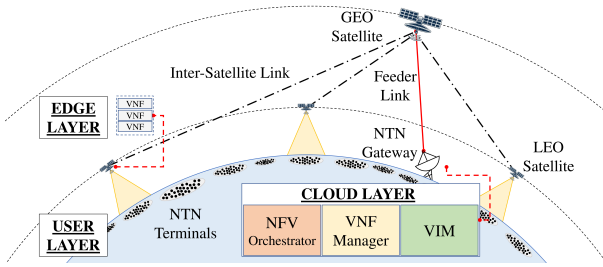 GEO
Satellite
Inter-Satellite Link
Feeder
Link
EDGE
LAYER
VNF
VNF
VNF
NTN
Gateway
LEO
Satellite
NTN
Terminals
USER
LAYER
CLOUD LAYER
NFV
Orchestrator
VNF
Manager
VIM